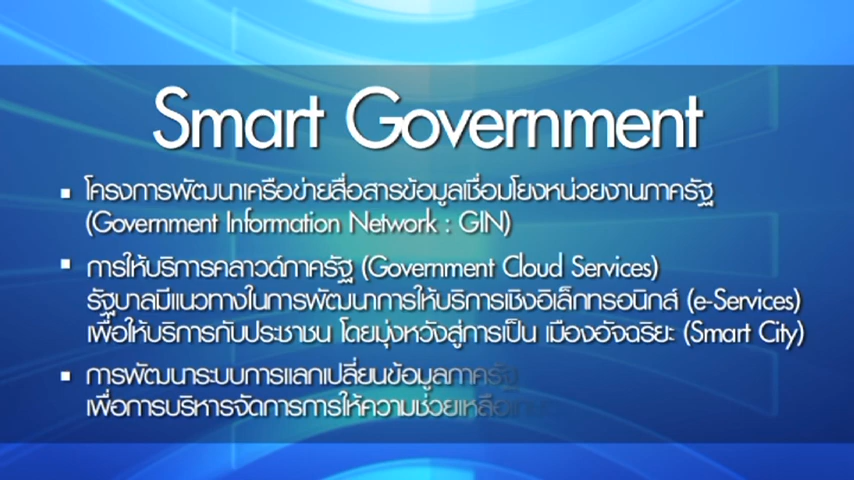 Smart Government
▪ โครงการพัฒนาเครือข่ายสื่อสารข้อมูลเชื่อมโยงหน่วยงานภาครัฐ
(Government Information Network : GIN)
▪ การให้บริการคลาวด์ภาครัฐ (Government Cloud Services)
รัฐบาลมีแนวทางในการพัฒนาการให้บริการเชิงอิเล็กทรอนิกส์ (e-Services)
เพื่อให้บริการกับประชาชน โดยมุ่งหวังสู่การเป็น เมืองอัจฉริยะ (Smart City)
▪ การพัฒนาระบบการแลกเปลี่ยนข้อมูลภาครัฐ
เพื่อการบริหารจัดการการให้ความช่วยเหลือ